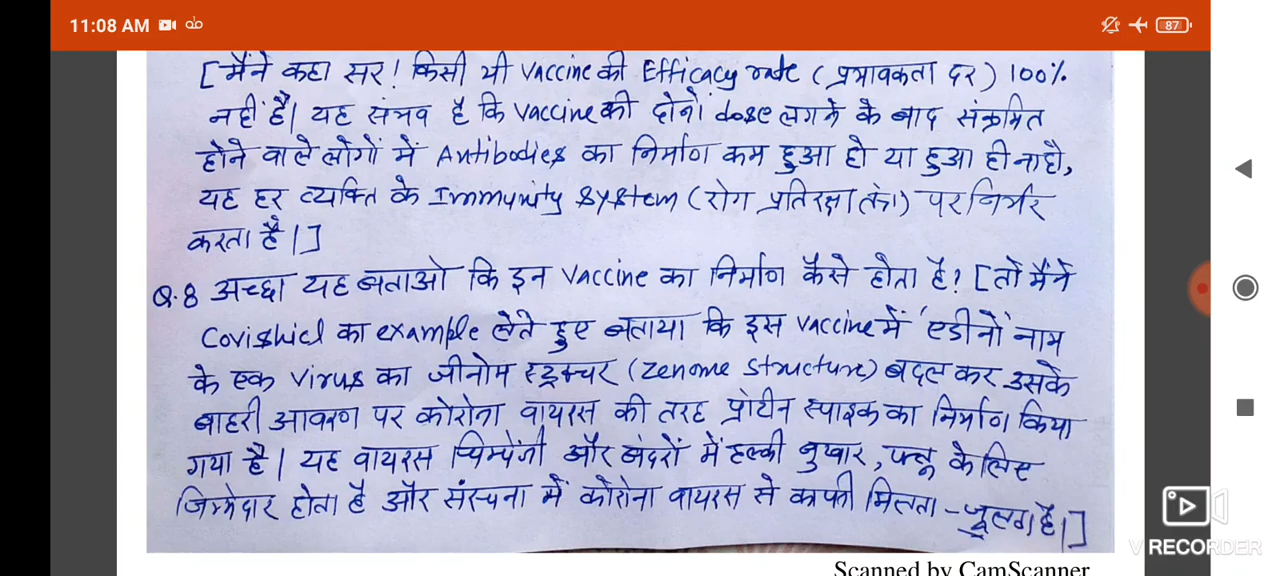 11:08 AM
87
[मैंने कहा सर! किसी भी Vaccine की Efficacy rate (प्रभावकता दर) 100%
नहीं है। यह संभव है कि Vaccine की दोनों dose लगने के बाद संक्रमित
होने वाले लोगों में Antibodies का निर्माण कम हुआ हो या हुआ ही ना हो,
यह हर व्यक्ति के Immunity System (रोग प्रतिरक्षा तंत्र) पर निर्भर
करता है।]
Q.8 अच्छा यह बताओ कि इन Vaccine का निर्माण कैसे होता है? [तो मैंने
Covishield का example लेते हुए बताया कि इस Vaccine में 'एडीनो' नाम
के एक Virus का जीनोम स्ट्रक्चर (Zenome Structure) बदल कर उसके
बाहरी आवरण पर कोरोना वायरस की तरह प्रोटीन स्पाइक का निर्माण किया
गया है। यह वायरस चिम्पेंजी और बंदरों में हल्की बुखार, फ्लू के लिए
जिम्मेदार होता है और संरचना में कोरोना वायरस से काफी मिलता-जुलता है।]
V RECORDER
Scanned by CamScanner